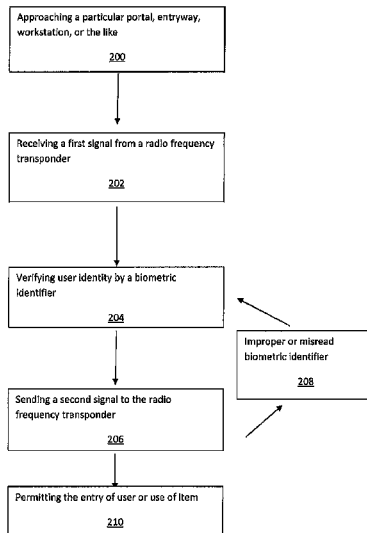 Approaching a particular portal, entryway,
workstation, or the like
200
Receiving a first signal from a radio frequency
transponder
202
Verifying user identity by a biometric
identifier
204
Improper or misread
biometric identifier
208
Sending a second signal to the radio
frequency transponder
206
Permitting the entry of user or use of item
210